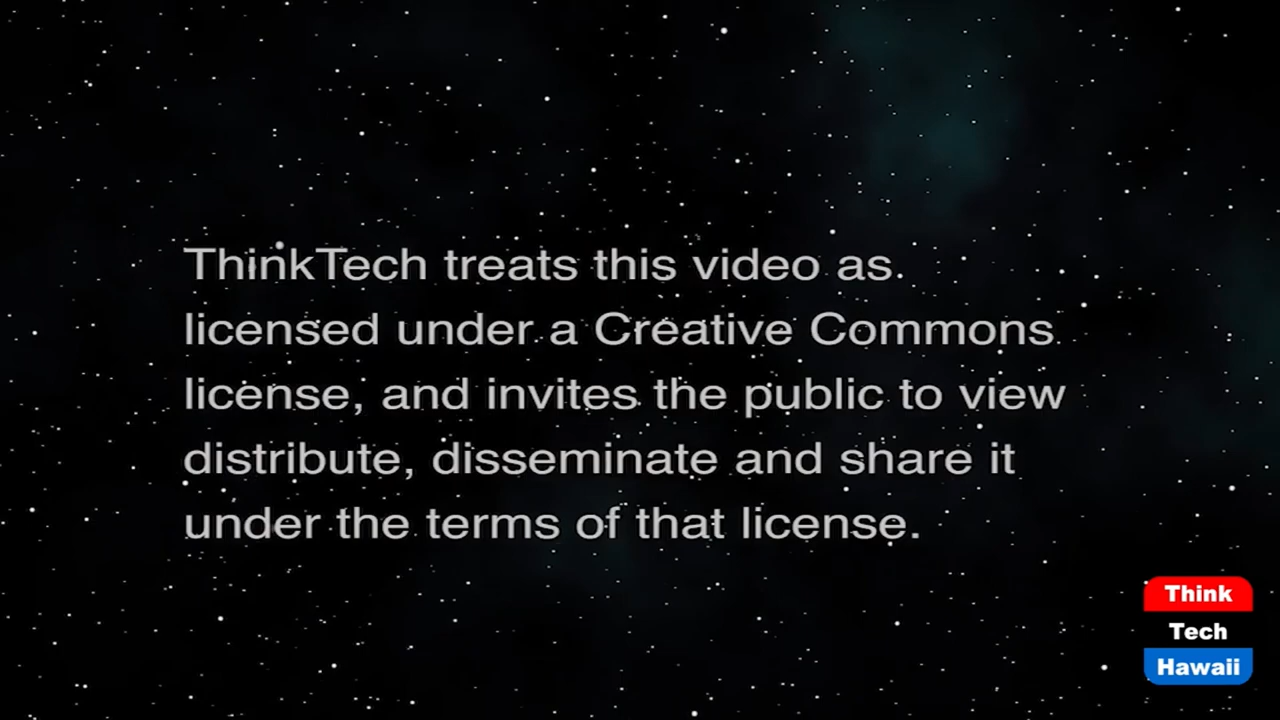 ThinkTech treats this video as.
licensed under a Creative Commons
license, and invites the public to view
distribute, disseminate and share it
under the terms of that license.
Think
Tech
Hawaii